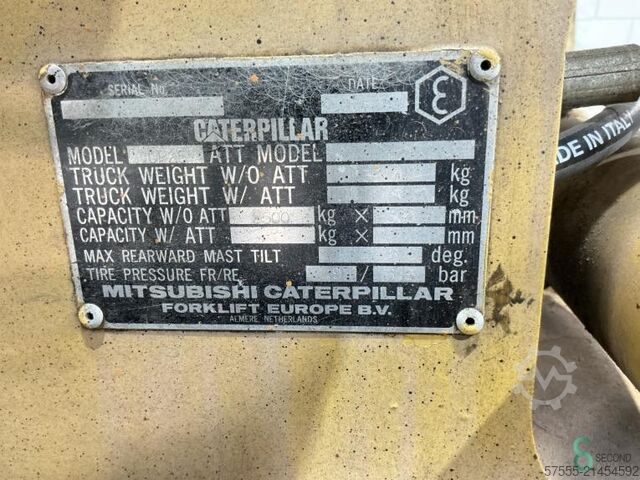 SERIAL No. DATE
CATERPILLAR
MODEL ATT MODEL
TRUCK WEIGHT W/O ATT kg
TRUCK WEIGHT W/ ATT kg
CAPACITY W/O ATT kg × mm
CAPACITY W/ ATT kg × mm
MAX REARWARD MAST TILT deg.
TIRE PRESSURE FR/RE / bar
MITSUBISHI CATERPILLAR
FORKLIFT EUROPE B.V.
ALMERE NETHERLANDS
DE IN ITALY
SECOND
57555-21454592